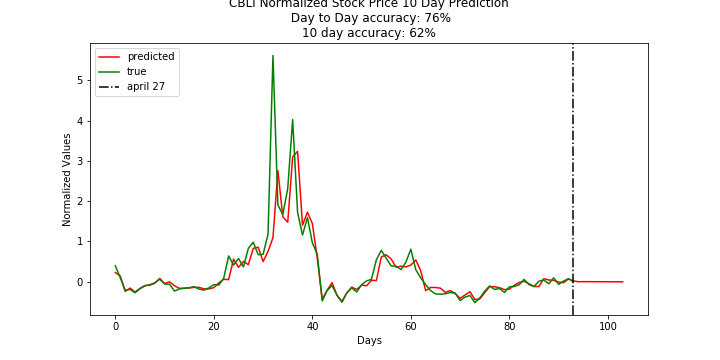 CBLI Normalized Stock Price 10 Day Prediction
Day to Day accuracy: 76%
10 day accuracy: 62%
predicted
true
april 27
Normalized Values
5
4
3
2
1
0
0 20 40 60 80 100
Days